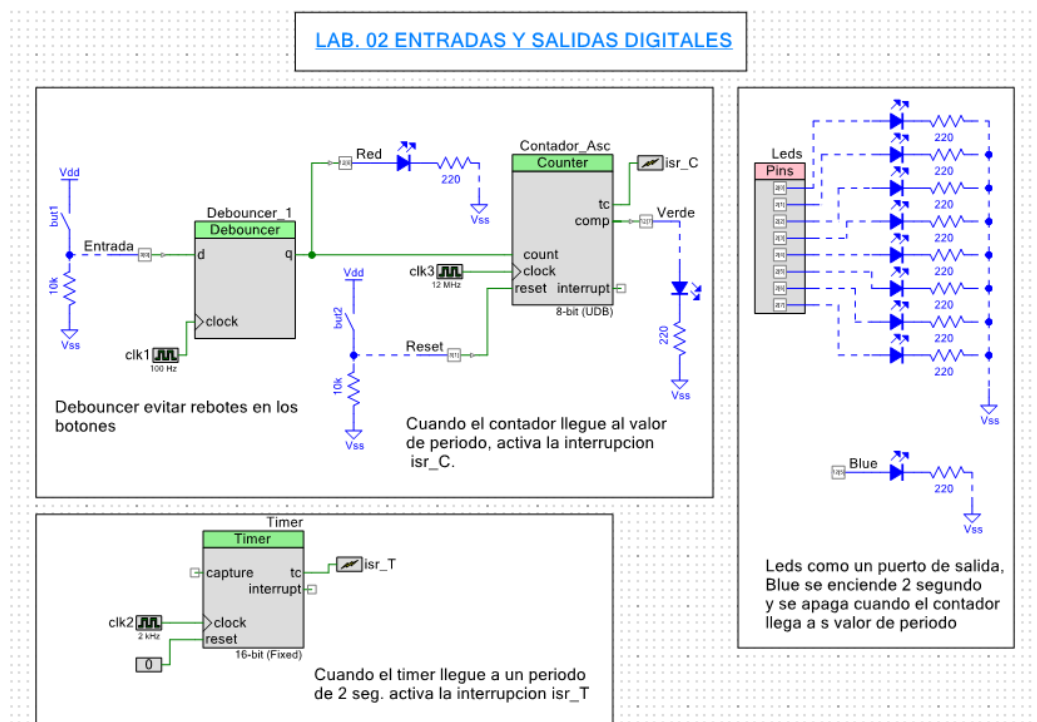 LAB. 02 ENTRADAS Y SALIDAS DIGITALES
Vdd
but1
Entrada
10k
Vss
Debouncer_1
Debouncer
d
q
clock
clk1
100 Hz
Debouncer evitar rebotes en los
botones
Red
220
Vss
Vdd
but2
Reset
10k
Vss
Contador_Asc
Counter
tc
comp
count
clock
reset
interrupt
8-bit (UDB)
clk3
12 MHz
isr_C
Verde
220
Vss
Cuando el contador llegue al valor
de periodo, activa la interrupcion
isr_C.
Leds
Pins
220
220
220
220
220
220
220
220
Vss
Blue
220
Vss
Leds como un puerto de salida,
Blue se enciende 2 segundo
y se apaga cuando el contador
llega a s valor de periodo
Timer
Timer
capture
tc
interrupt
clock
reset
16-bit (Fixed)
clk2
2 kHz
0
isr_T
Cuando el timer llegue a un periodo
de 2 seg. activa la interrupcion isr_T